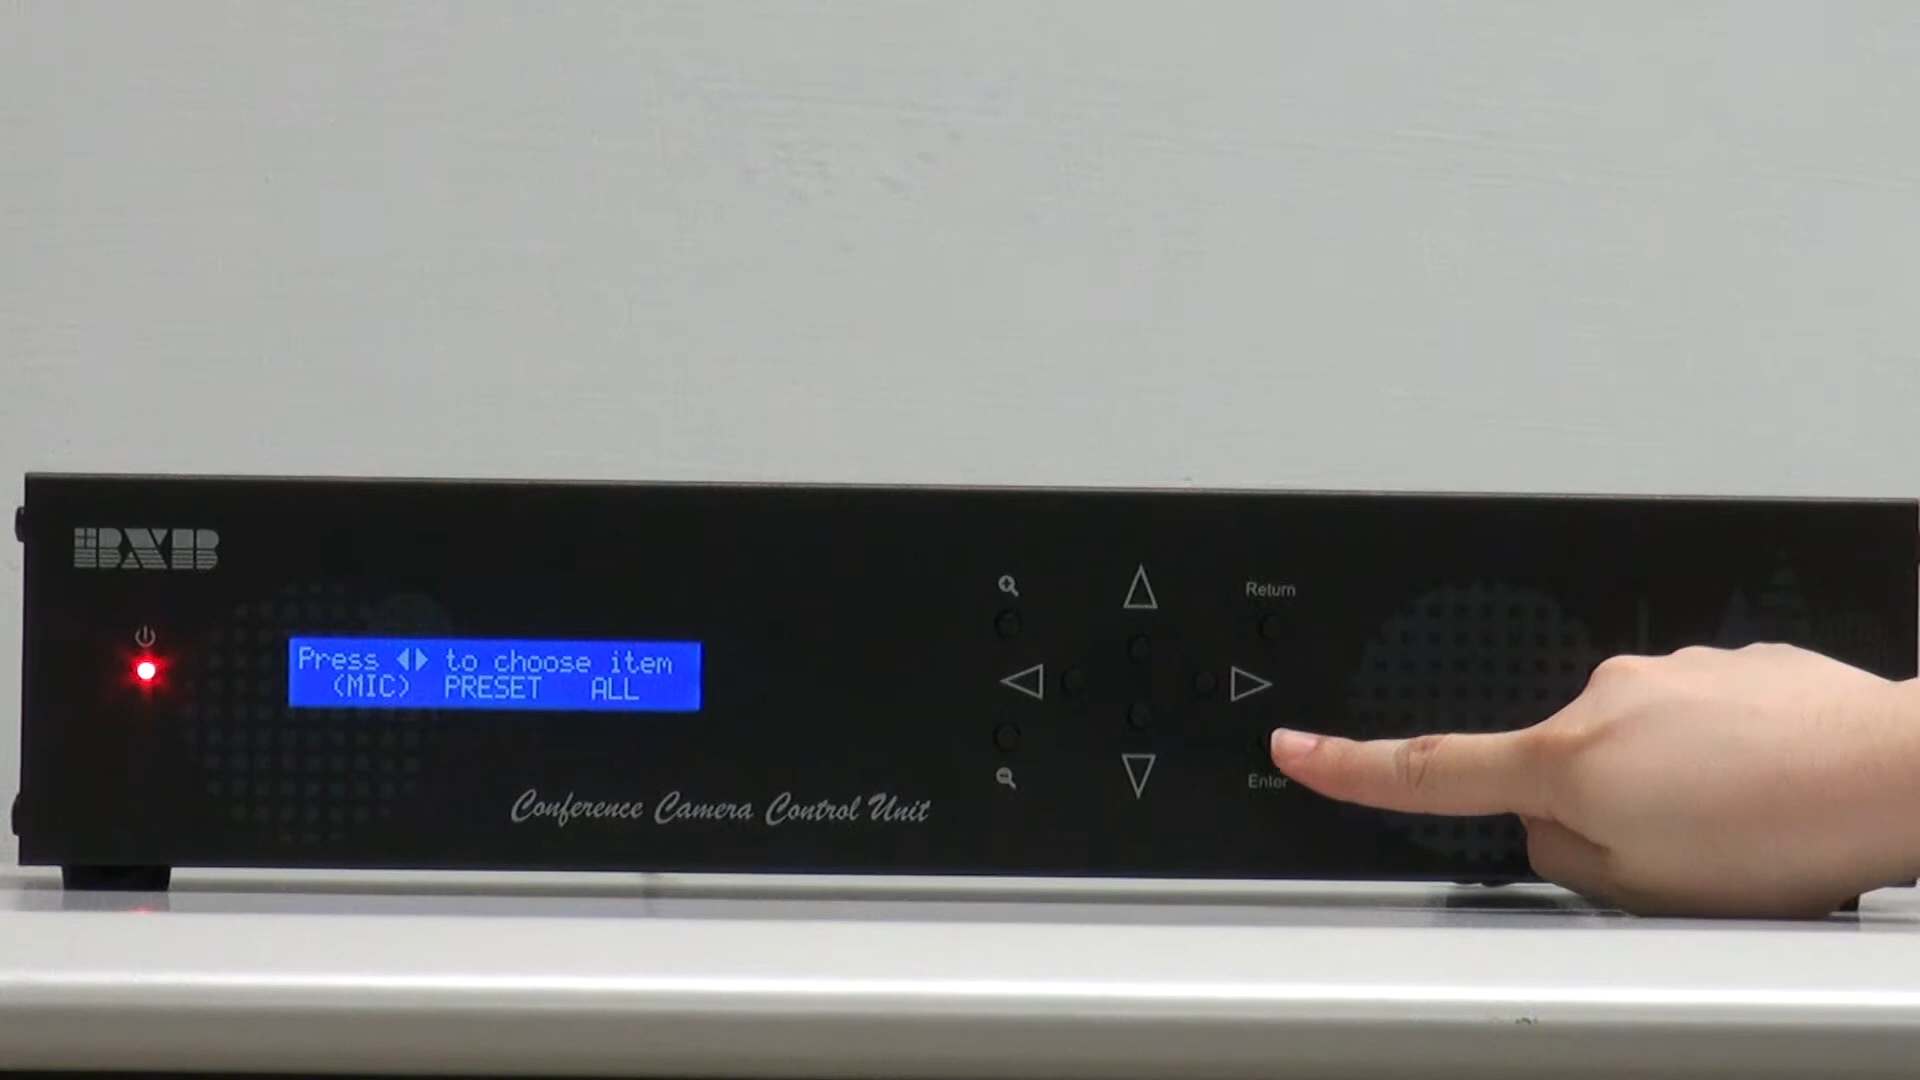 BXB
Press ◀▶ to choose item
(MIC) PRESET ALL
Return
Enter
Conference Camera Control Unit